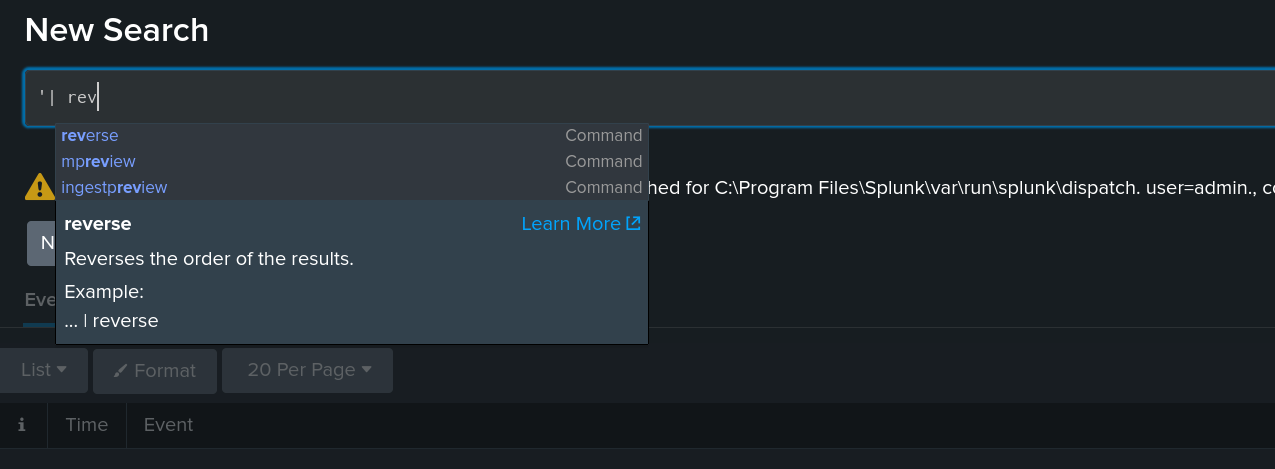 New Search
'| rev
reverse Command
mpreview Command
ingestpreview Command
hed for C:\Program Files\Splunk\var\run\splunk\dispatch. user=admin., c
N
reverse Learn More
Reverses the order of the results.
Eve
Example:
... | reverse
List Format 20 Per Page
i Time Event